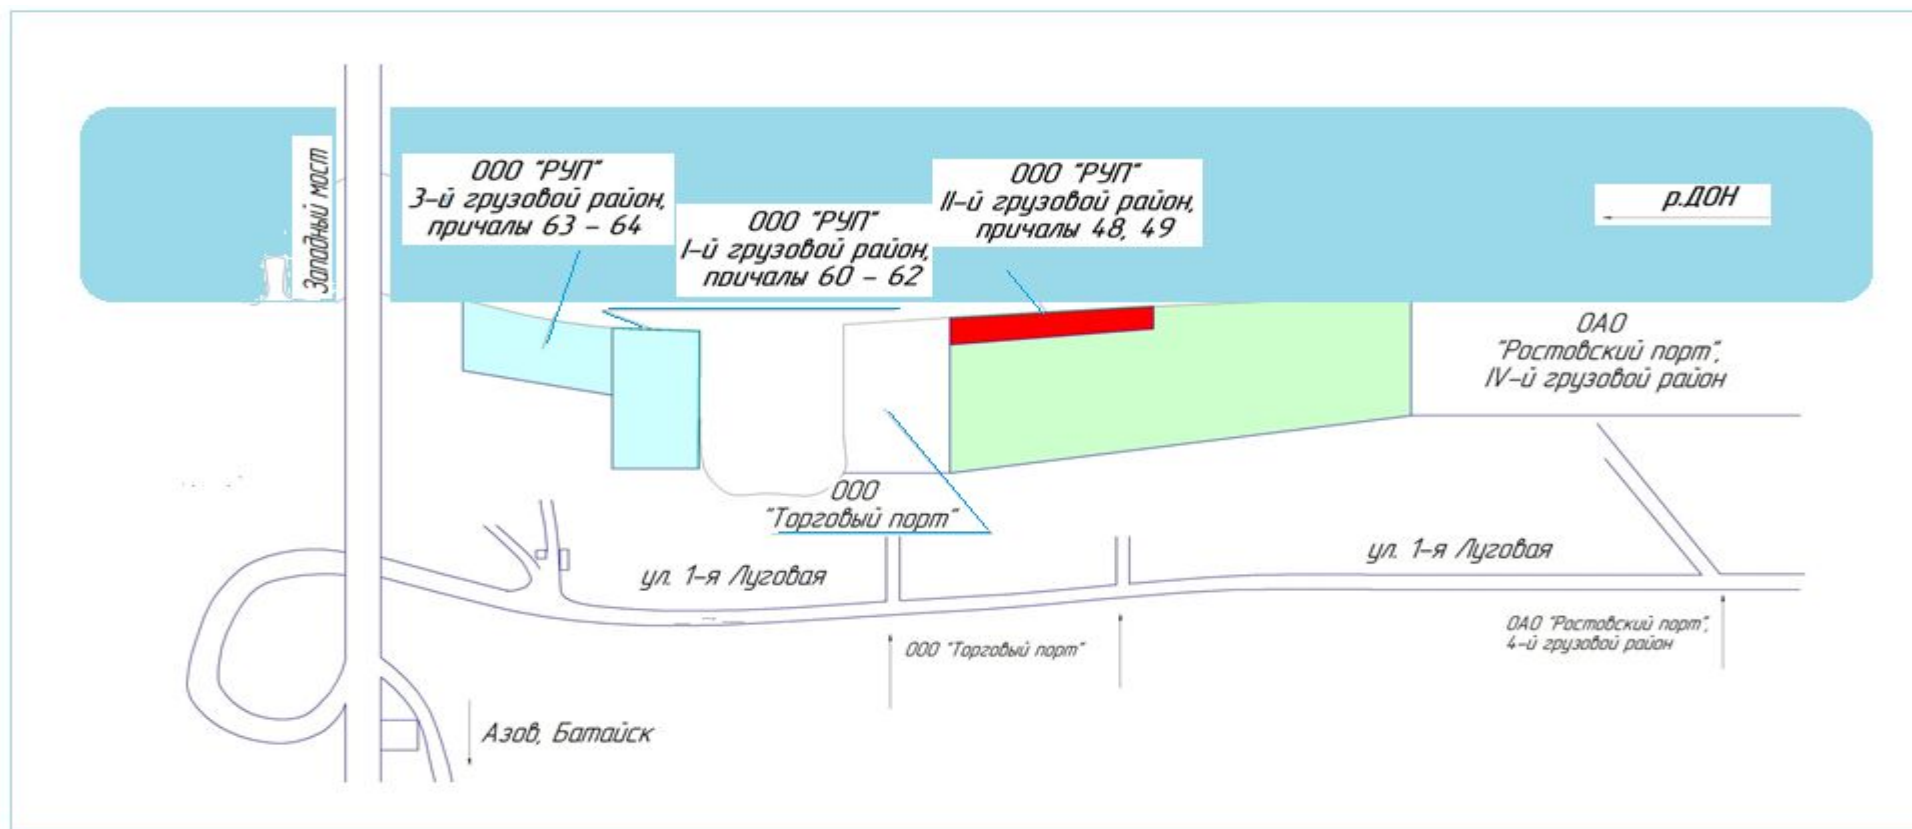 Западный мост
ООО "РУП"
3-й грузовой район,
причалы 63 - 64
ООО "РУП"
I-й грузовой район,
причалы 60 - 62
ООО "РУП"
II-й грузовой район,
причалы 48, 49
р.ДОН
ОАО
"Ростовский порт",
IV-й грузовой район
ООО
"Торговый порт"
ул. 1-я Луговая
ул. 1-я Луговая
ООО "Торговый порт"
ОАО "Ростовский порт",
4-й грузовой район
Азов, Батайск